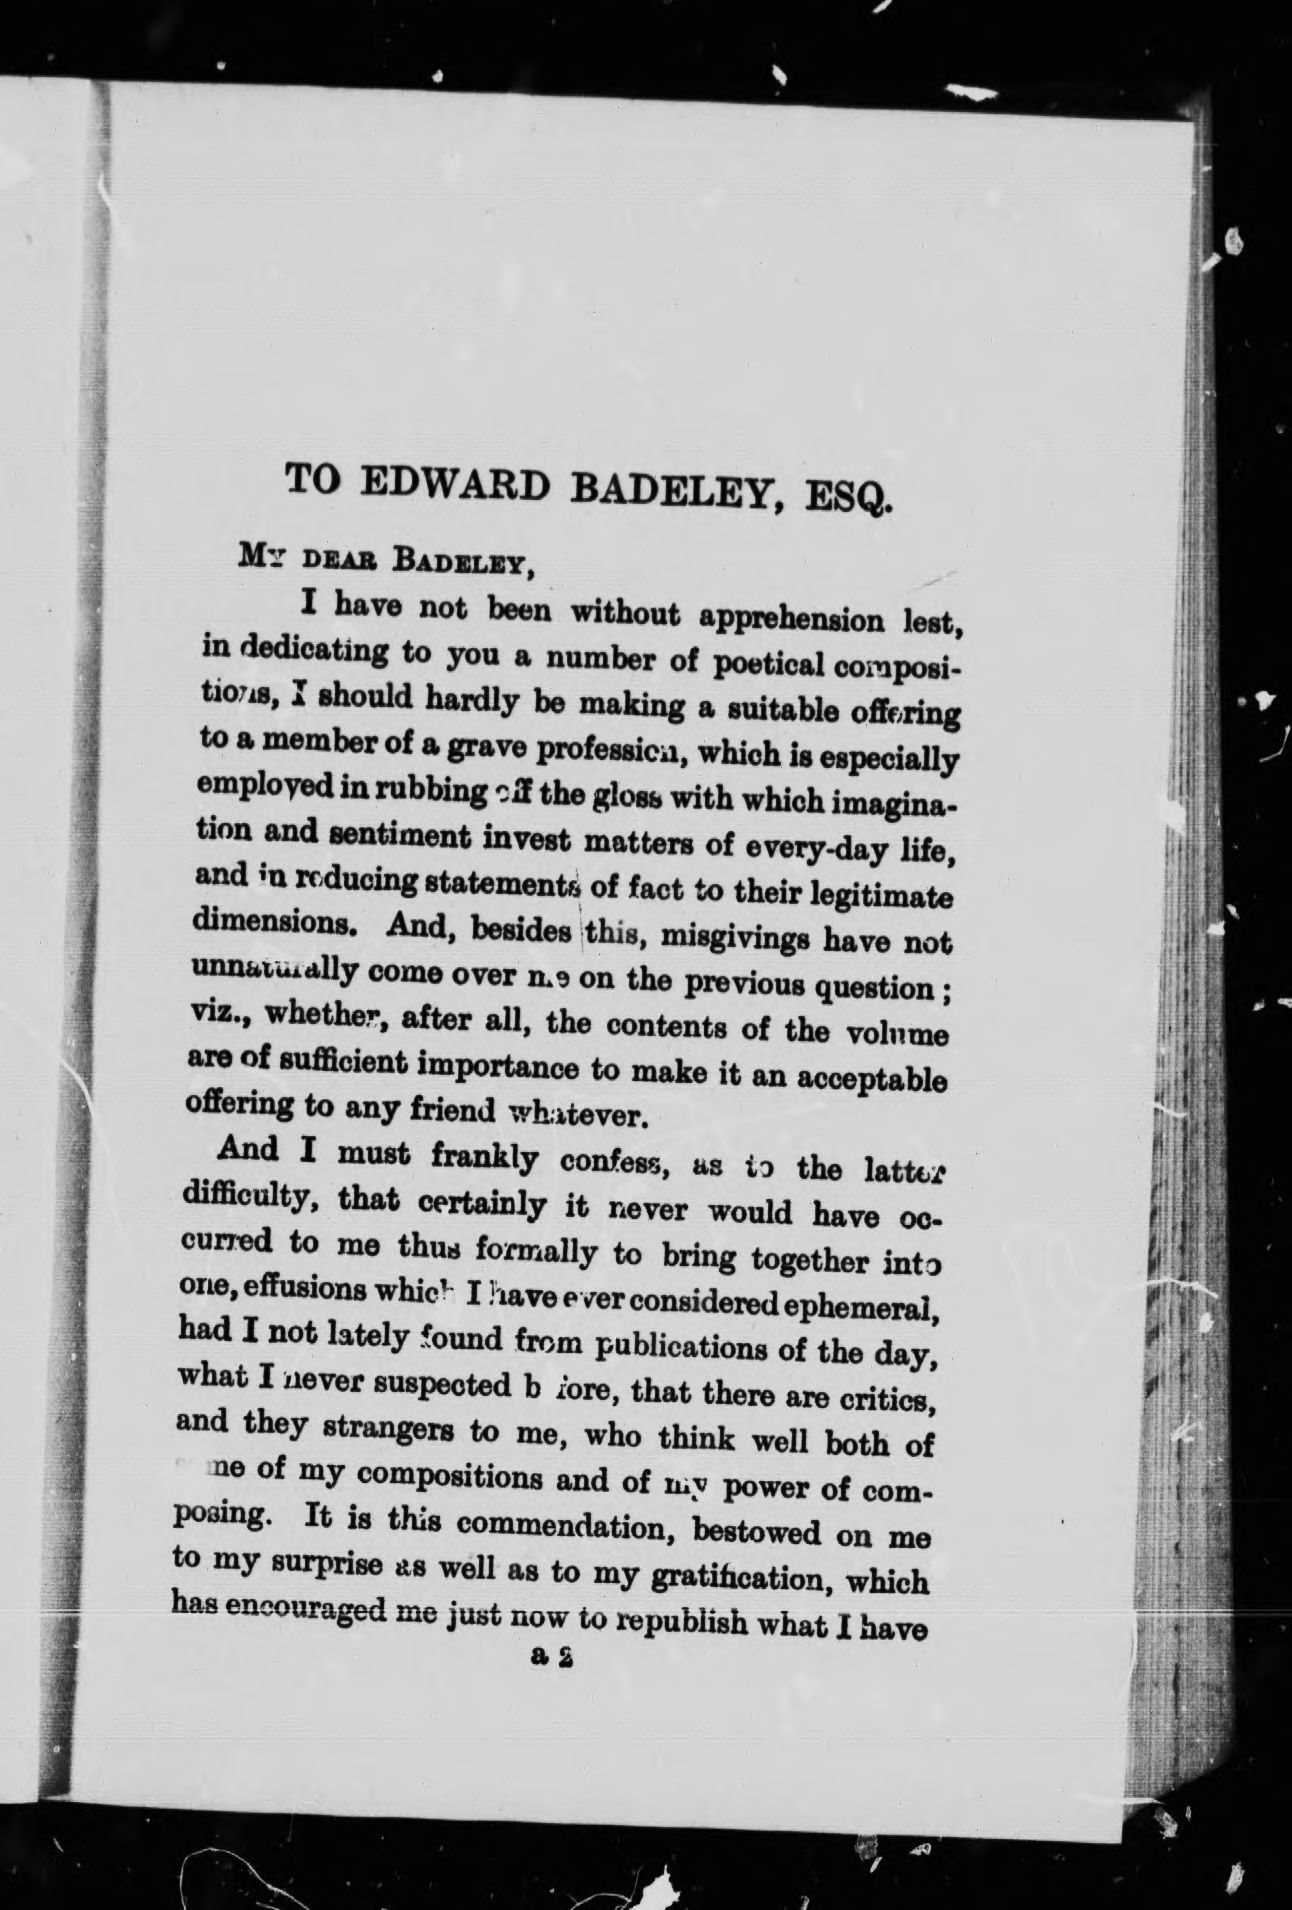 TO EDWARD BADELEY, ESQ.
MY DEAR BADELEY,
I have not been without apprehension lest,
in dedicating to you a number of poetical composi-
tions, I should hardly be making a suitable offering
to a member of a grave profession, which is especially
employed in rubbing off the gloss with which imagina-
tion and sentiment invest matters of every-day life,
and in reducing statements of fact to their legitimate
dimensions. And, besides this, misgivings have not
unnaturally come over me on the previous question ;
viz., whether, after all, the contents of the volume
are of sufficient importance to make it an acceptable
offering to any friend whatever.
And I must frankly confess, as to the latter
difficulty, that certainly it never would have oc-
curred to me thus formally to bring together into
one, effusions which I have ever considered ephemeral,
had I not lately found from publications of the day,
what I never suspected before, that there are critics,
and they strangers to me, who think well both of
of my compositions and of my power of com-
posing. It is this commendation, bestowed on me
to my surprise as well as to my gratification, which
has encouraged me just now to republish what I have
a 2